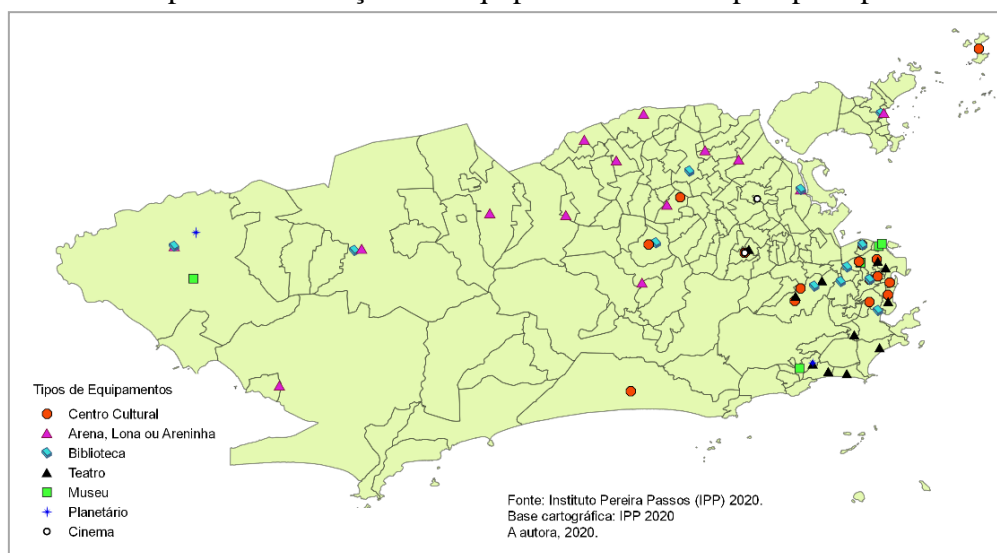 Tipos de Equipamentos
Centro Cultural
Arena, Lona ou Areninha
Biblioteca
Teatro
Museu
Planetário
Cinema
Fonte: Instituto Pereira Passos (IPP) 2020.
Base cartográfica: IPP 2020
A autora, 2020.